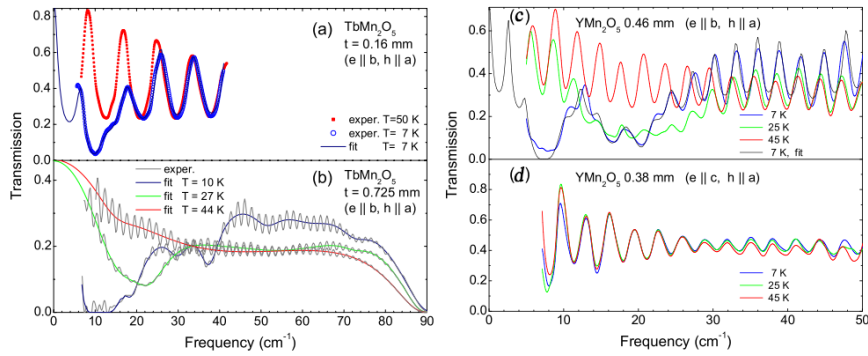 (a)
TbMn₂O₅
t = 0.16 mm
(e || b, h || a)
exper. T=50 K
exper. T= 7 K
fit T= 7 K
Transmission
0.8
0.6
0.4
0.2
0.0
(b)
TbMn₂O₅
t = 0.725 mm
(e || b, h || a)
exper.
fit T = 10 K
fit T = 27 K
fit T = 44 K
Transmission
0.4
0.2
0.0
0 10 20 30 40 50 60 70 80 90
Frequency (cm⁻¹)
(c)
YMn₂O₅ 0.46 mm (e || b, h || a)
7 K
25 K
45 K
7 K, fit
Transmission
0.6
0.4
0.2
0.0
(d)
YMn₂O₅ 0.38 mm (e || c, h || a)
7 K
25 K
45 K
Transmission
0.8
0.6
0.4
0.2
0.0
0 10 20 30 40 50
Frequency (cm⁻¹)